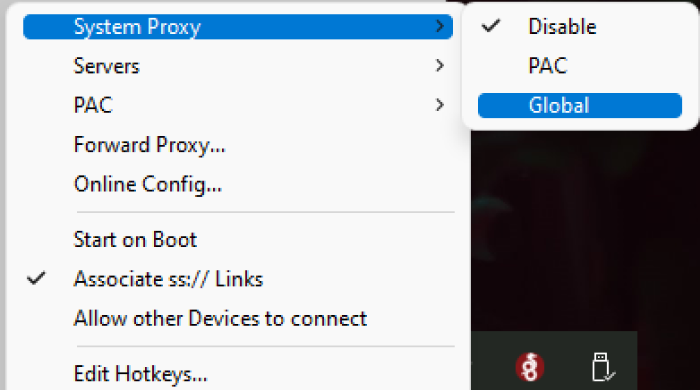 System Proxy
Disable
PAC
Global
Servers
PAC
Forward Proxy...
Online Config...
Start on Boot
Associate ss:// Links
Allow other Devices to connect
Edit Hotkeys...